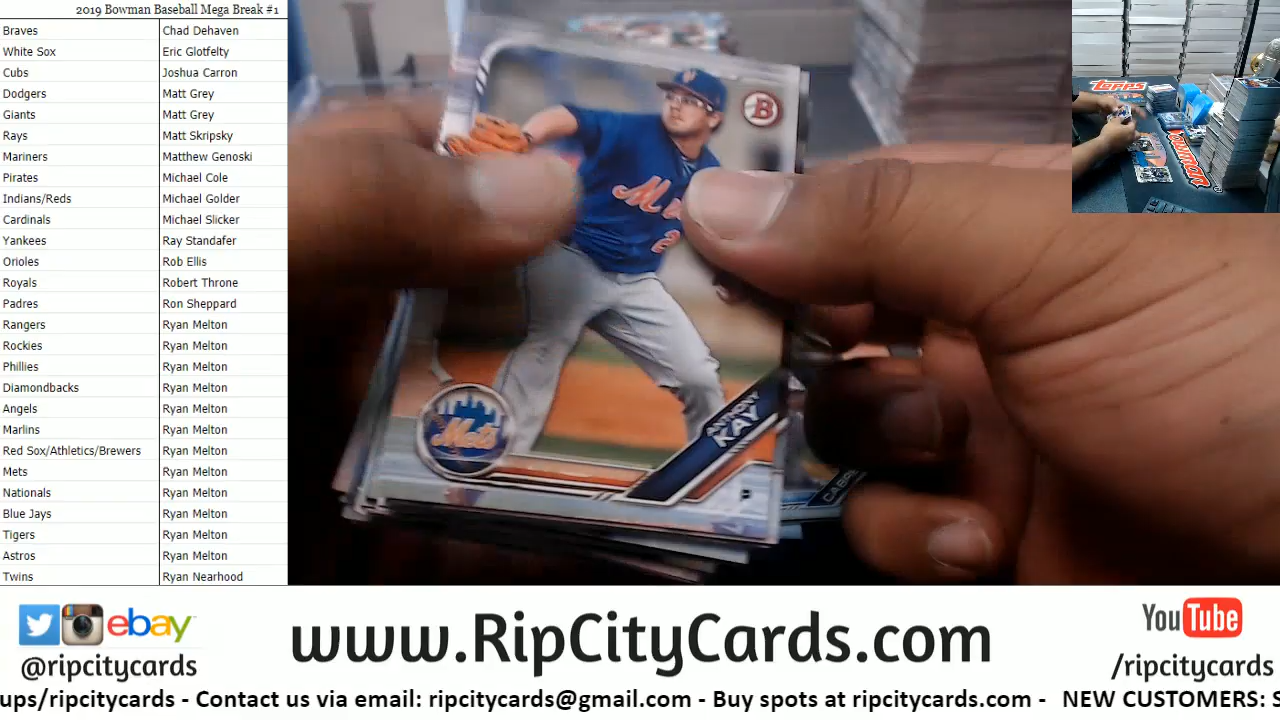 2019 Bowman Baseball Mega Break #1
Braves Chad Dehaven
White Sox Eric Glotfelty
Cubs Joshua Carron
Dodgers Matt Grey
Giants Matt Grey
Rays Matt Skripsky
Mariners Matthew Genoski
Pirates Michael Cole
Indians/Reds Michael Golder
Cardinals Michael Slicker
Yankees Ray Standafer
Orioles Rob Ellis
Royals Robert Throne
Padres Ron Sheppard
Rangers Ryan Melton
Rockies Ryan Melton
Phillies Ryan Melton
Diamondbacks Ryan Melton
Angels Ryan Melton
Marlins Ryan Melton
Red Sox/Athletics/Brewers Ryan Melton
Mets Ryan Melton
Nationals Ryan Melton
Blue Jays Ryan Melton
Tigers Ryan Melton
Astros Ryan Melton
Twins Ryan Nearhood
B
M
2
Mets
ANTHONY
KAY
P
CABRE
TOPPS
BOWMAN
ebay
@ripcitycards
www.RipCityCards.com
YouTube
/ripcitycards
ups/ripcitycards - Contact us via email: ripcitycards@gmail.com - Buy spots at ripcitycards.com - NEW CUSTOMERS: S